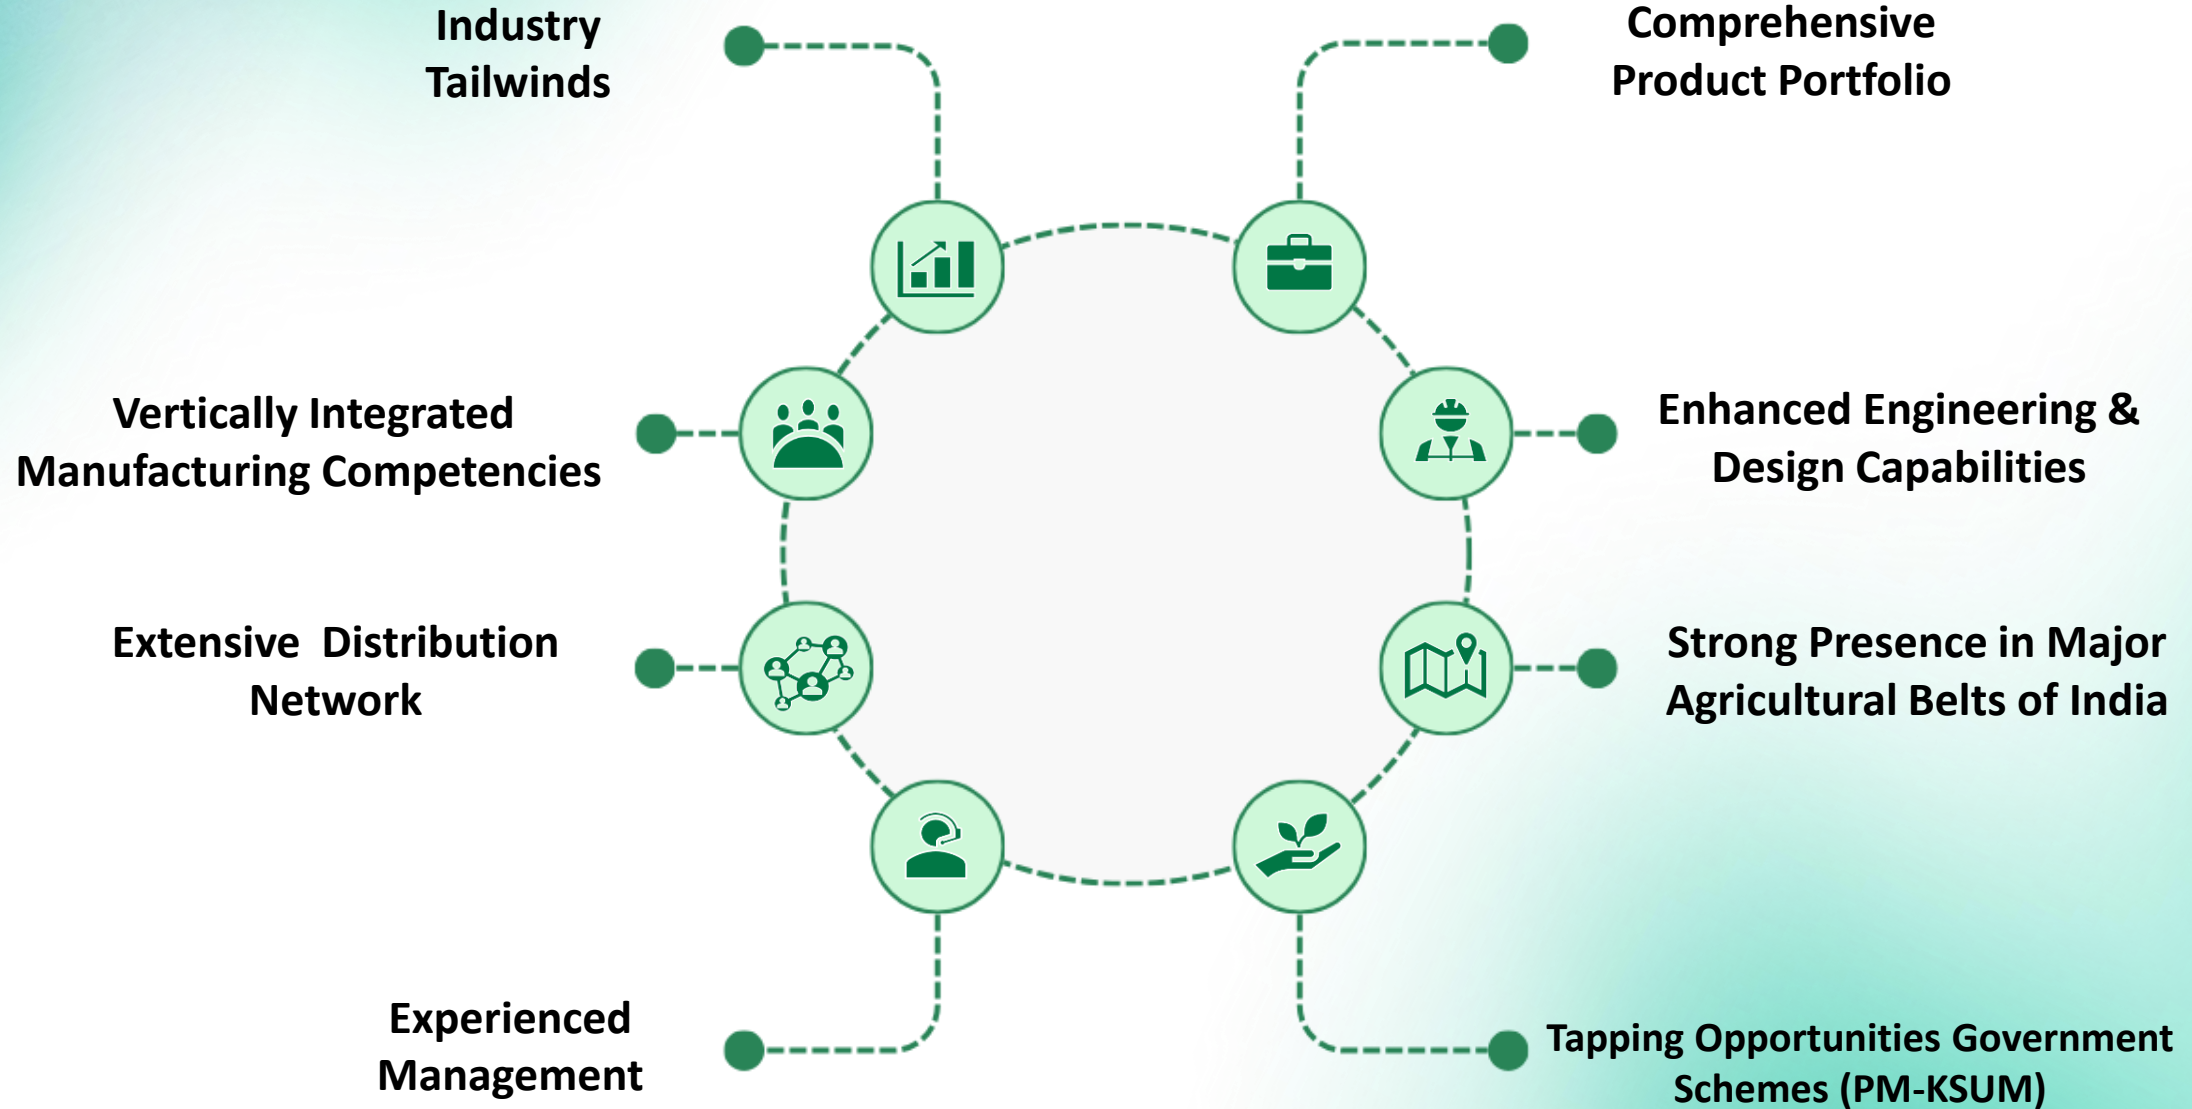 Industry
Tailwinds
Comprehensive
Product Portfolio
Vertically Integrated
Manufacturing Competencies
Enhanced Engineering &
Design Capabilities
Extensive  Distribution
Network
Strong Presence in Major
Agricultural Belts of India
Experienced
Management
Tapping Opportunities Government
Schemes (PM-KSUM)